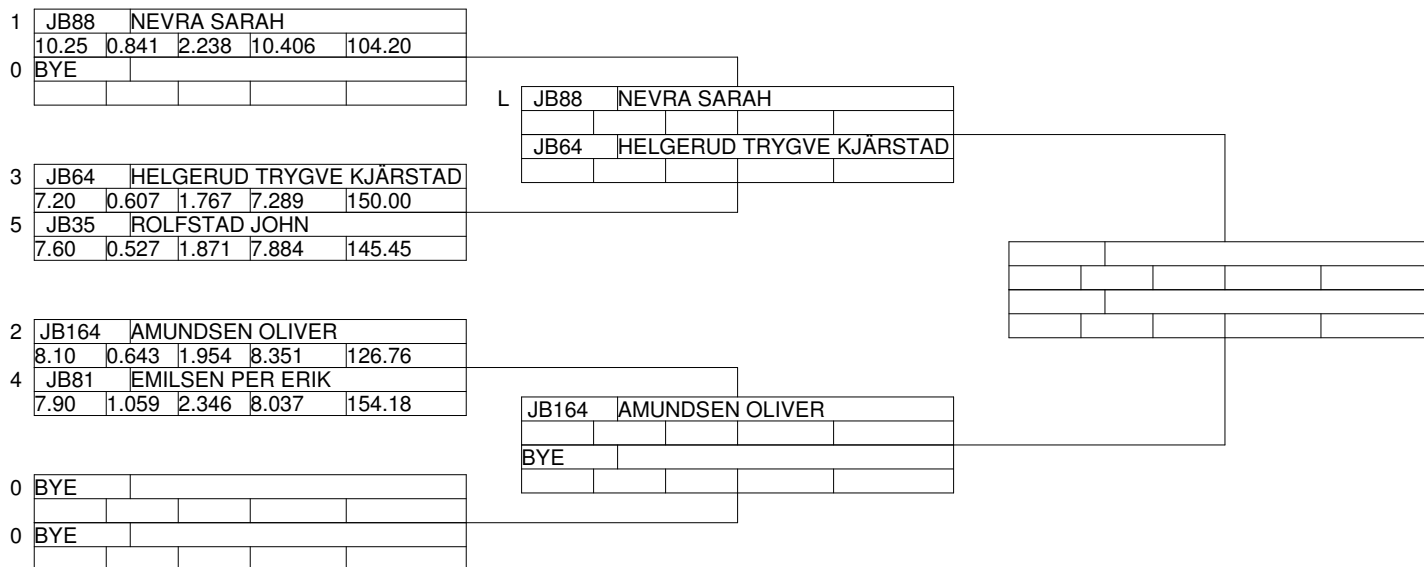 1 JB88 NEVRA SARAH
10.25 0.841 2.238 10.406 104.20
0 BYE
L JB88 NEVRA SARAH
JB64 HELGERUD TRYGVE KJÄRSTAD
3 JB64 HELGERUD TRYGVE KJÄRSTAD
7.20 0.607 1.767 7.289 150.00
5 JB35 ROLFSTAD JOHN
7.60 0.527 1.871 7.884 145.45
2 JB164 AMUNDSEN OLIVER
8.10 0.643 1.954 8.351 126.76
4 JB81 EMILSEN PER ERIK
7.90 1.059 2.346 8.037 154.18
JB164 AMUNDSEN OLIVER
BYE
0 BYE
0 BYE